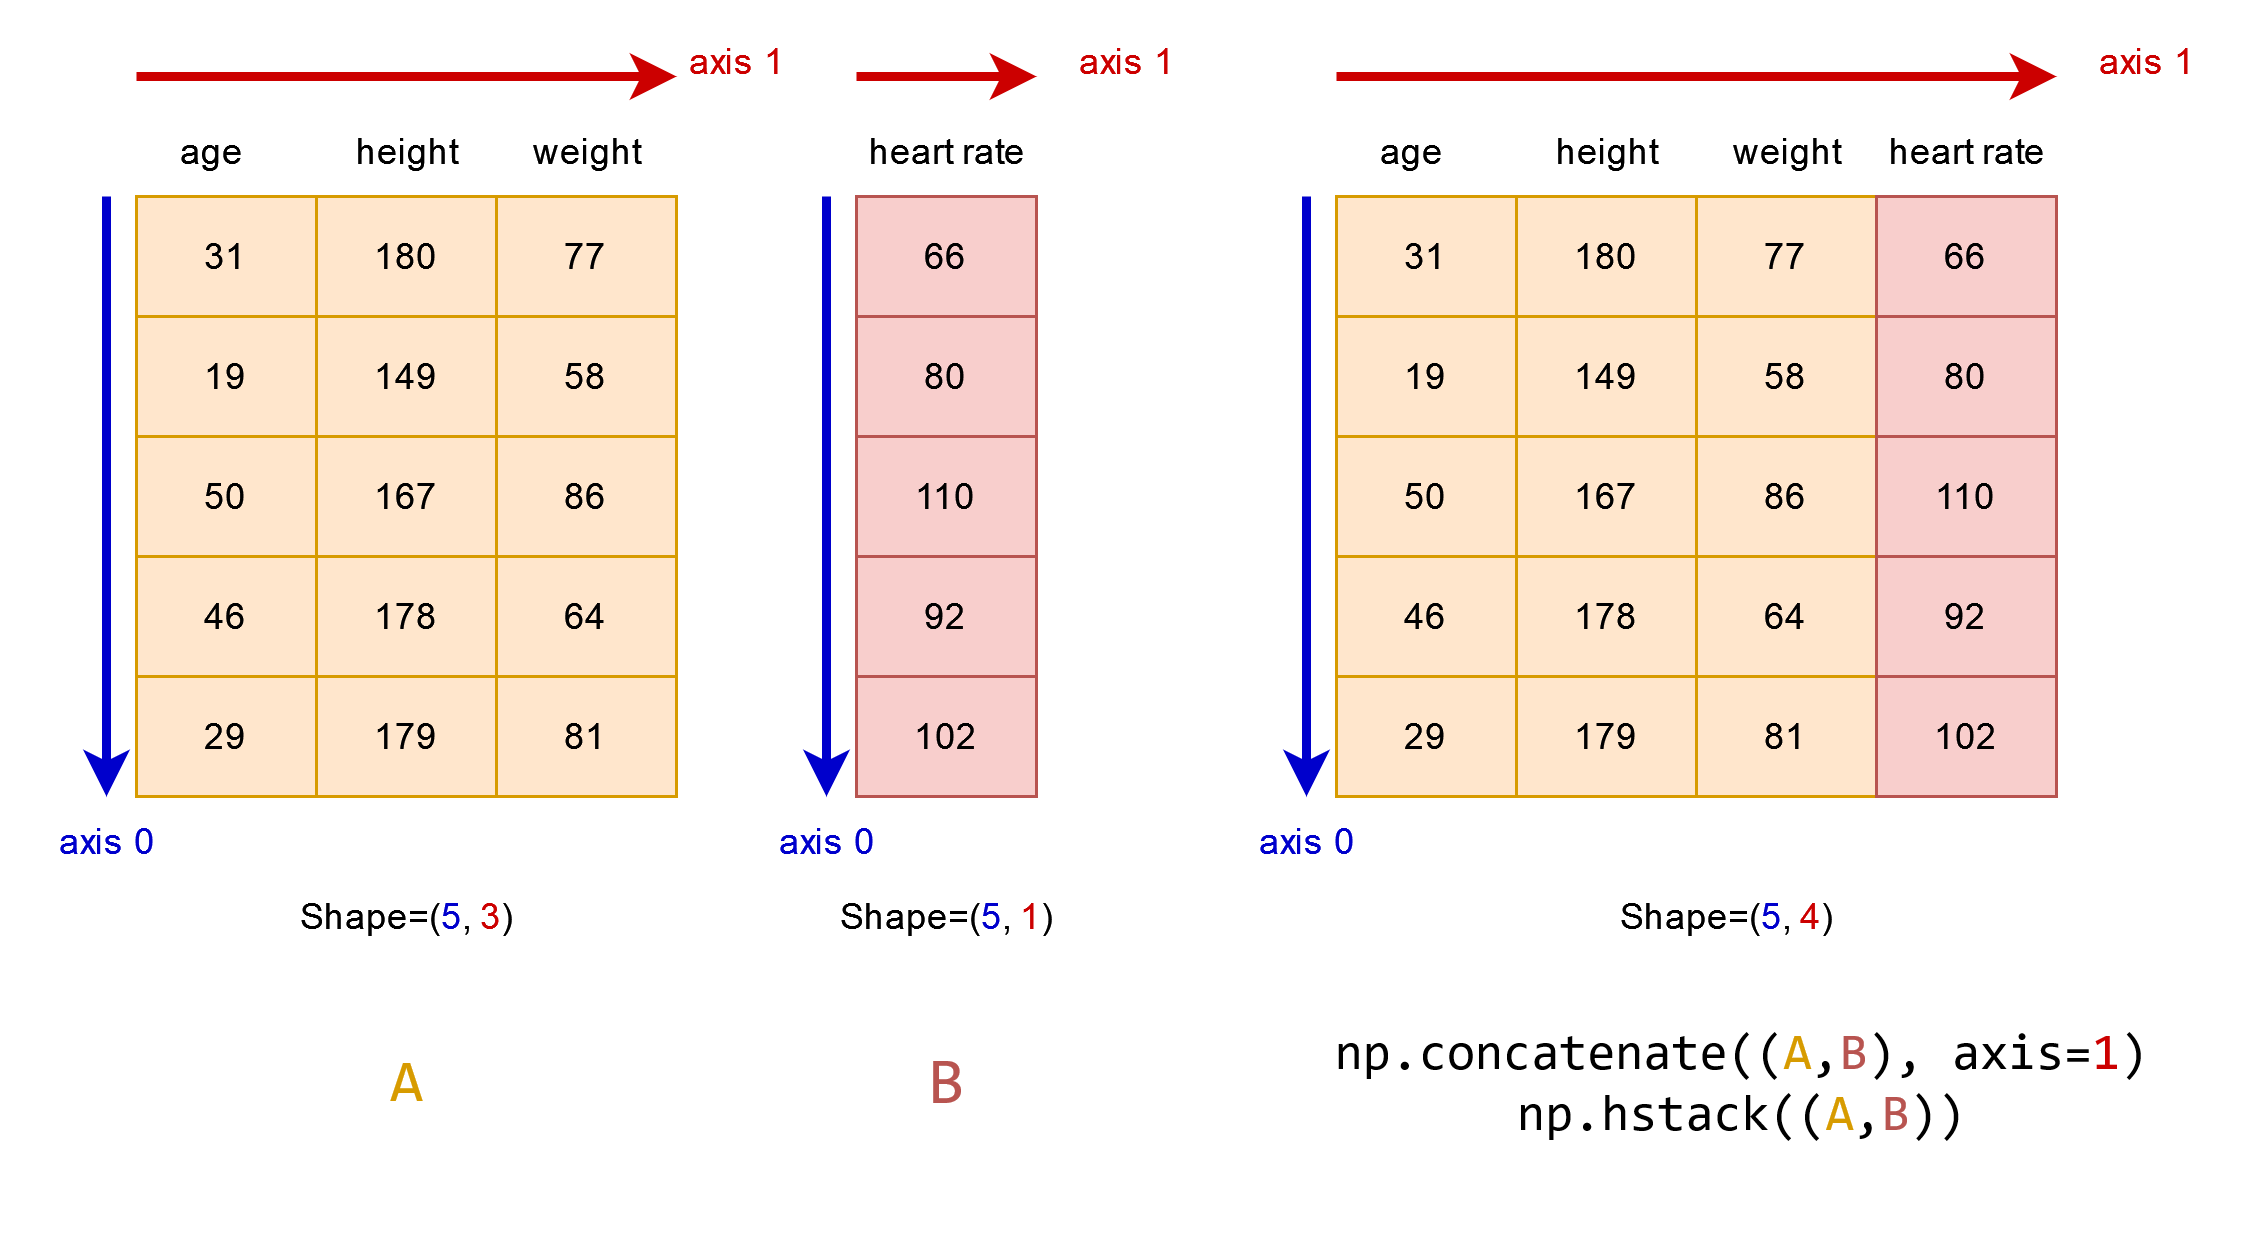 axis 1 axis 1 axis 1
age height weight heart rate age height weight heart rate
31 180 77 66 31 180 77 66
19 149 58 80 19 149 58 80
50 167 86 110 50 167 86 110
46 178 64 92 46 178 64 92
29 179 81 102 29 179 81 102
axis 0 axis 0 axis 0
Shape=(5, 3) Shape=(5, 1) Shape=(5, 4)
A B
np.concatenate((A,B), axis=1)
np.hstack((A,B))